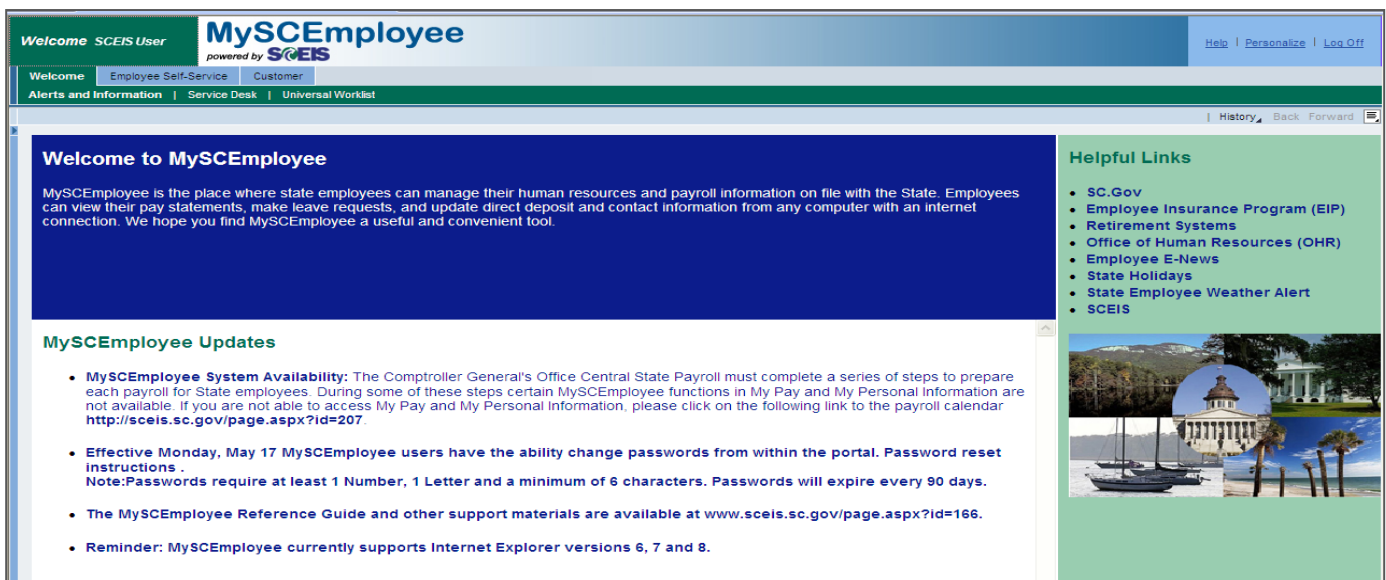 Welcome SCEIS User
MySCEmployee
powered by SCEIS
Help | Personalize | Log Off
Welcome Employee Self-Service Customer
Alerts and Information | Service Desk | Universal Worklist
| History Back Forward
Welcome to MySCEmployee
MySCEmployee is the place where state employees can manage their human resources and payroll information on file with the State. Employees
can view their pay statements, make leave requests, and update direct deposit and contact information from any computer with an internet
connection. We hope you find MySCEmployee a useful and convenient tool.
MySCEmployee Updates
• MySCEmployee System Availability: The Comptroller General's Office Central State Payroll must complete a series of steps to prepare
each payroll for State employees. During some of these steps certain MySCEmployee functions in My Pay and My Personal Information are
not available. If you are not able to access My Pay and My Personal Information, please click on the following link to the payroll calendar
http://sceis.sc.gov/page.aspx?id=207.
• Effective Monday, May 17 MySCEmployee users have the ability change passwords from within the portal. Password reset
instructions .
Note:Passwords require at least 1 Number, 1 Letter and a minimum of 6 characters. Passwords will expire every 90 days.
• The MySCEmployee Reference Guide and other support materials are available at www.sceis.sc.gov/page.aspx?id=166.
• Reminder: MySCEmployee currently supports Internet Explorer versions 6, 7 and 8.
Helpful Links
• SC.Gov
• Employee Insurance Program (EIP)
• Retirement Systems
• Office of Human Resources (OHR)
• Employee E-News
• State Holidays
• State Employee Weather Alert
• SCEIS